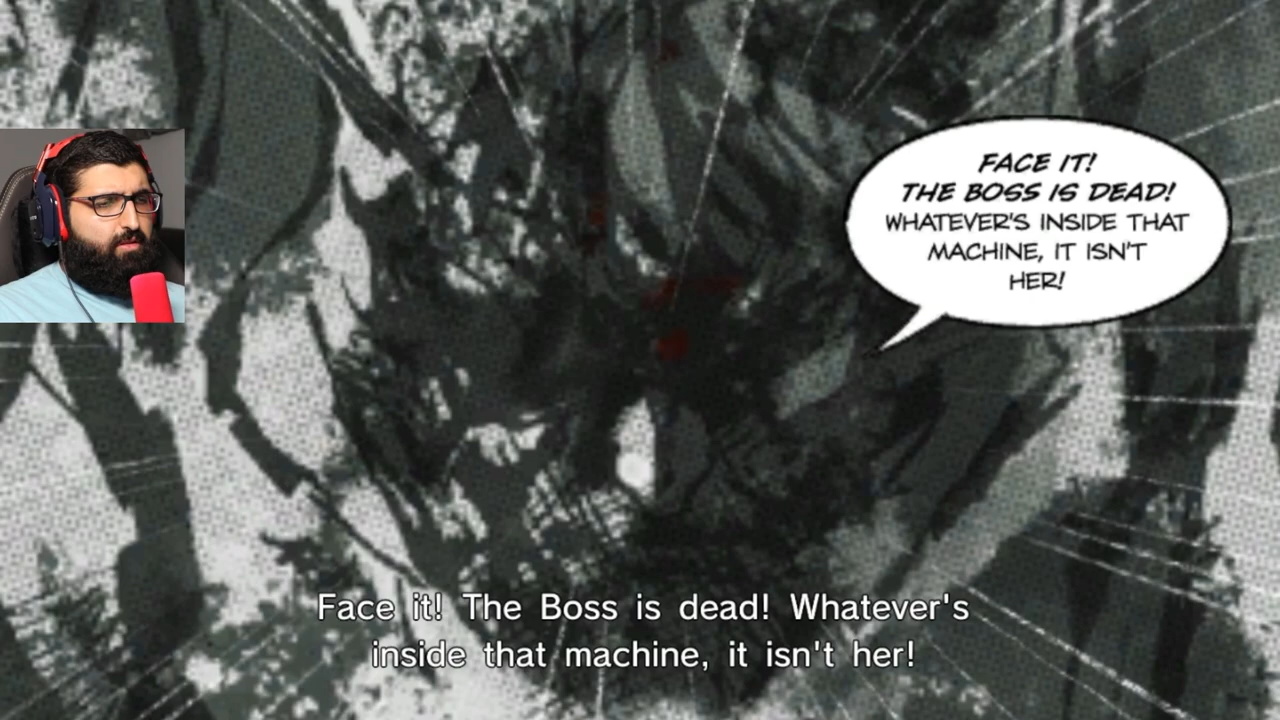 FACE IT!
THE BOSS IS DEAD!
WHATEVER'S INSIDE THAT
MACHINE, IT ISN'T
HER!
Face it! The Boss is dead! Whatever's
inside that machine, it isn't her!